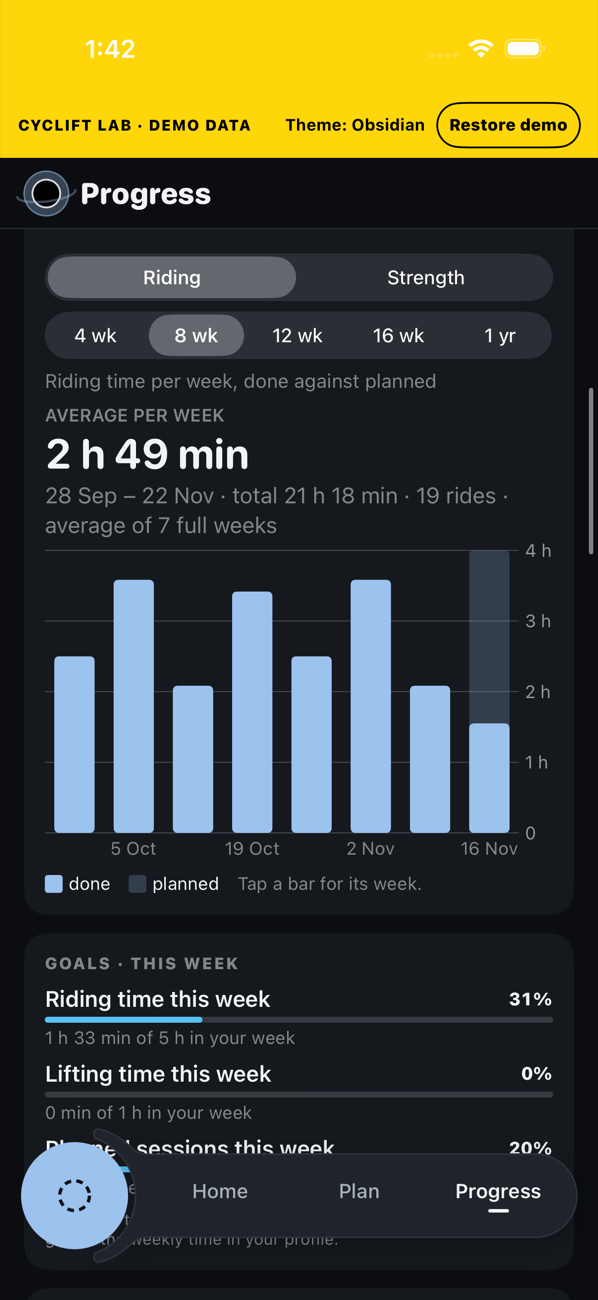 1:42
CYCLIFT LAB · DEMO DATA Theme: Obsidian Restore demo
Progress
Riding Strength
4 wk 8 wk 12 wk 16 wk 1 yr
Riding time per week, done against planned
AVERAGE PER WEEK
2 h 49 min
28 Sep – 22 Nov · total 21 h 18 min · 19 rides ·
average of 7 full weeks
4 h
3 h
2 h
1 h
0
5 Oct 19 Oct 2 Nov 16 Nov
done planned Tap a bar for its week.
GOALS · THIS WEEK
Riding time this week 31%
1 h 33 min of 5 h in your week
Lifting time this week 0%
0 min of 1 h in your week
sessions this week 20%
Home Plan Progress
weekly time in your profile.